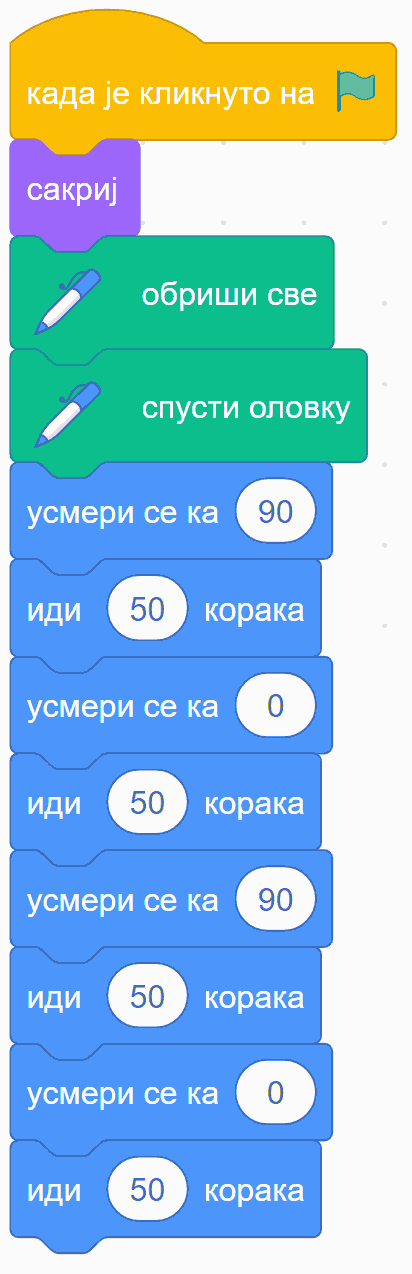 када је кликнуто на
сакриј
обриши све
спусти оловку
усмери се ка 90
иди 50 корака
усмери се ка 0
иди 50 корака
усмери се ка 90
иди 50 корака
усмери се ка 0
иди 50 корака